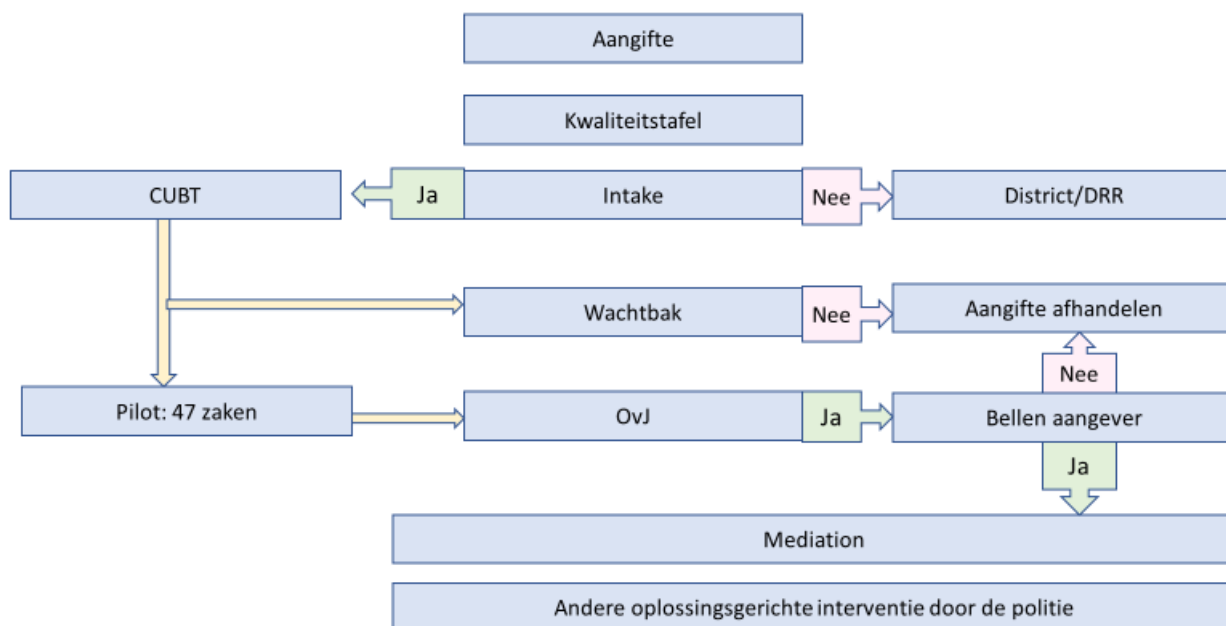 Aangifte
Kwaliteitstafel
CUBT
Ja
Intake
Nee
District/DRR
Wachtbak
Nee
Aangifte afhandelen
Nee
Pilot: 47 zaken
OvJ
Ja
Bellen aangever
Ja
Mediation
Andere oplossingsgerichte interventie door de politie